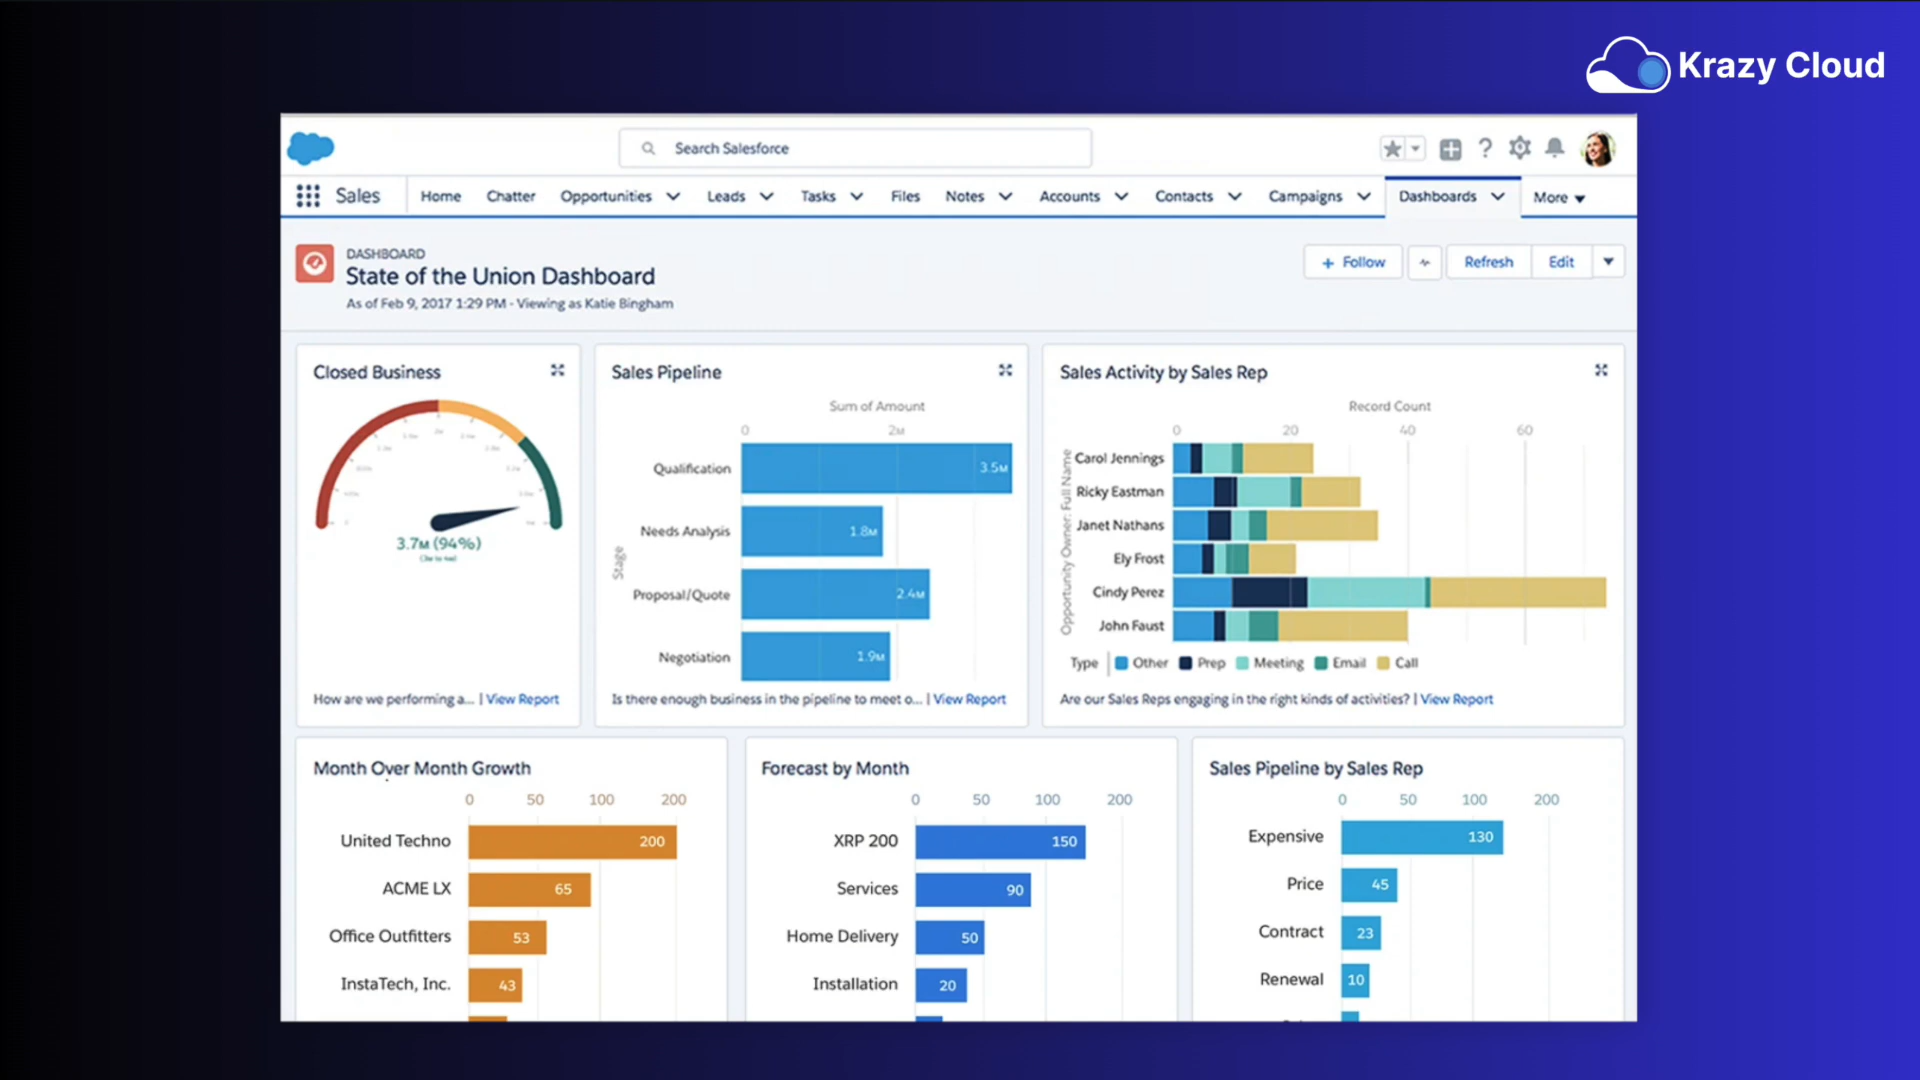 Krazy Cloud
Search Salesforce
Sales
Home
Chatter
Opportunities
Leads
Tasks
Files
Notes
Accounts
Contacts
Campaigns
Dashboards
More
DASHBOARD
State of the Union Dashboard
As of Feb 9, 2017 1:29 PM - Viewing as Katie Bingham
+ Follow
Refresh
Edit
Closed Business
3.7M (94%)
How are we performing a... | View Report
Sales Pipeline
Sum of Amount
0 2M
Stage
Qualification 3.5M
Needs Analysis 1.8M
Proposal/Quote 2.4M
Negotiation 1.9M
Is there enough business in the pipeline to meet o... | View Report
Sales Activity by Sales Rep
Record Count
0 20 40 60
Opportunity Owner: Full Name
Carol Jennings
Ricky Eastman
Janet Nathans
Ely Frost
Cindy Perez
John Faust
Type Other Prep Meeting Email Call
Are our Sales Reps engaging in the right kinds of activities? | View Report
Month Over Month Growth
0 50 100 200
United Techno 200
ACME LX 65
Office Outfitters 53
InstaTech, Inc. 43
Forecast by Month
0 50 100 200
XRP 200 150
Services 90
Home Delivery 50
Installation 20
Sales Pipeline by Sales Rep
0 50 100 200
Expensive 130
Price 45
Contract 23
Renewal 10